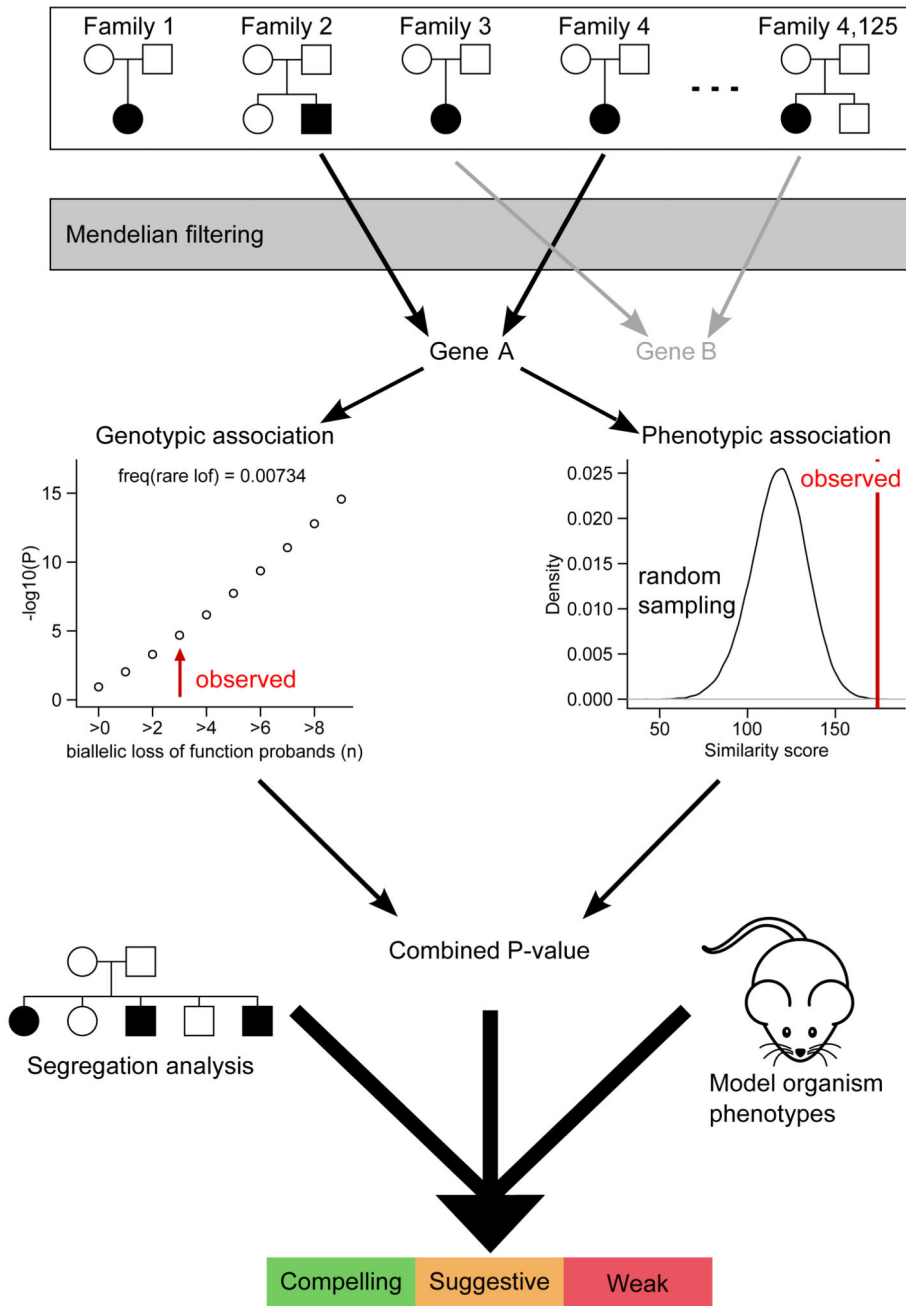 Family 1 Family 2 Family 3 Family 4 Family 4,125
Mendelian filtering
Gene A Gene B
Genotypic association
freq(rare lof) = 0.00734
15
10
5
0
-log10(P)
observed
>0 >2 >4 >6 >8
biallelic loss of function probands (n)
Phenotypic association
0.025
0.020
0.015
0.010
0.005
0.000
Density
observed
random
sampling
50 100 150
Similarity score
Combined P-value
Segregation analysis
Model organism
phenotypes
Compelling Suggestive Weak